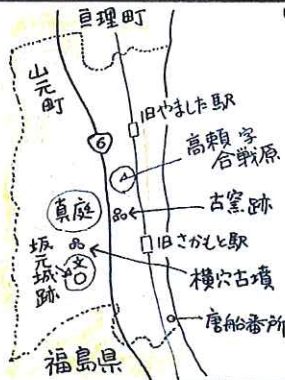 亘理町
山元町
旧やました駅
6
高瀬字
合戦原
真庭
古窯跡
坂元城跡
文
旧さかもと駅
横穴古墳
唐船番所
福島県